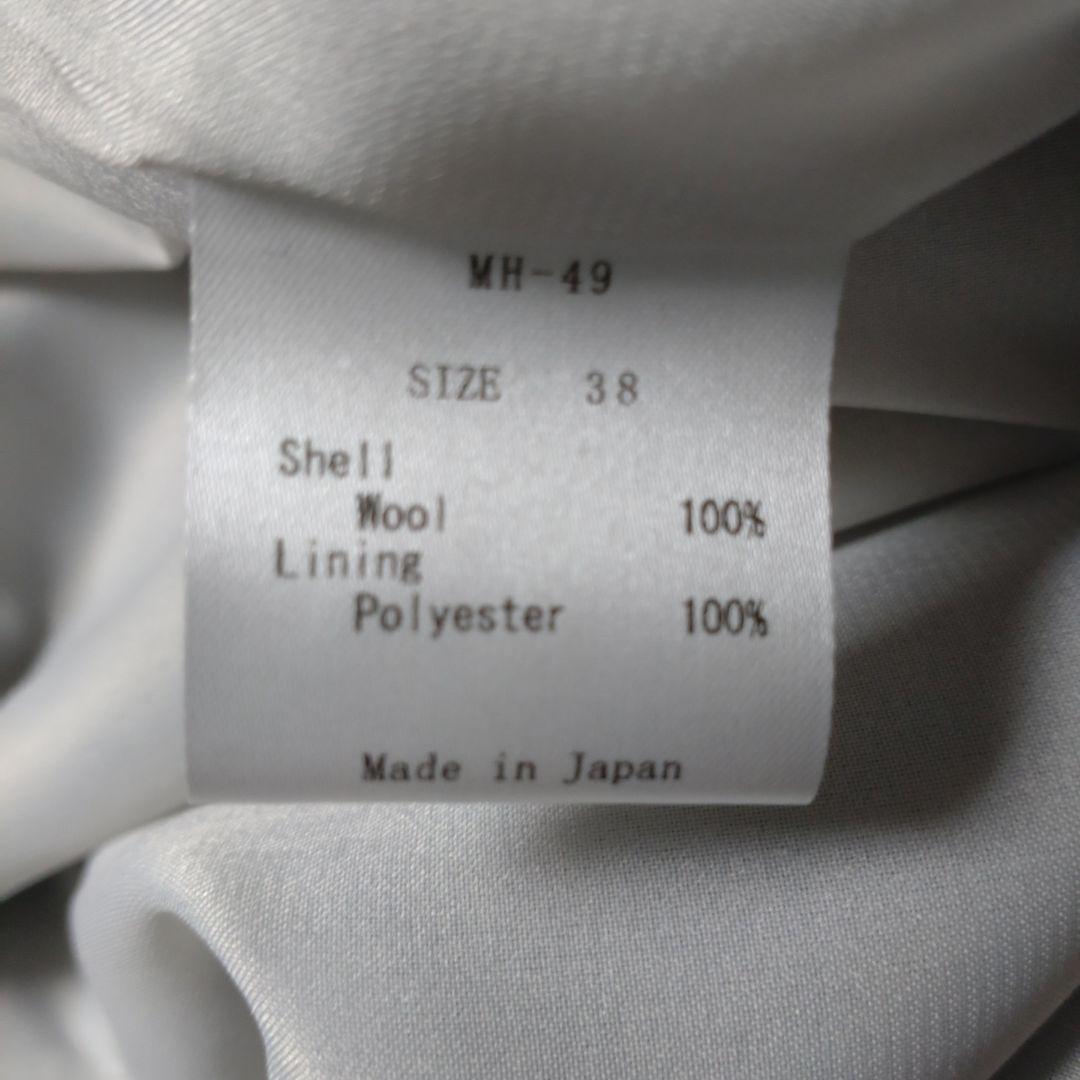 MH-49
SIZE 38
Shell
Wool 100%
Lining
Polyester 100%
Made in Japan